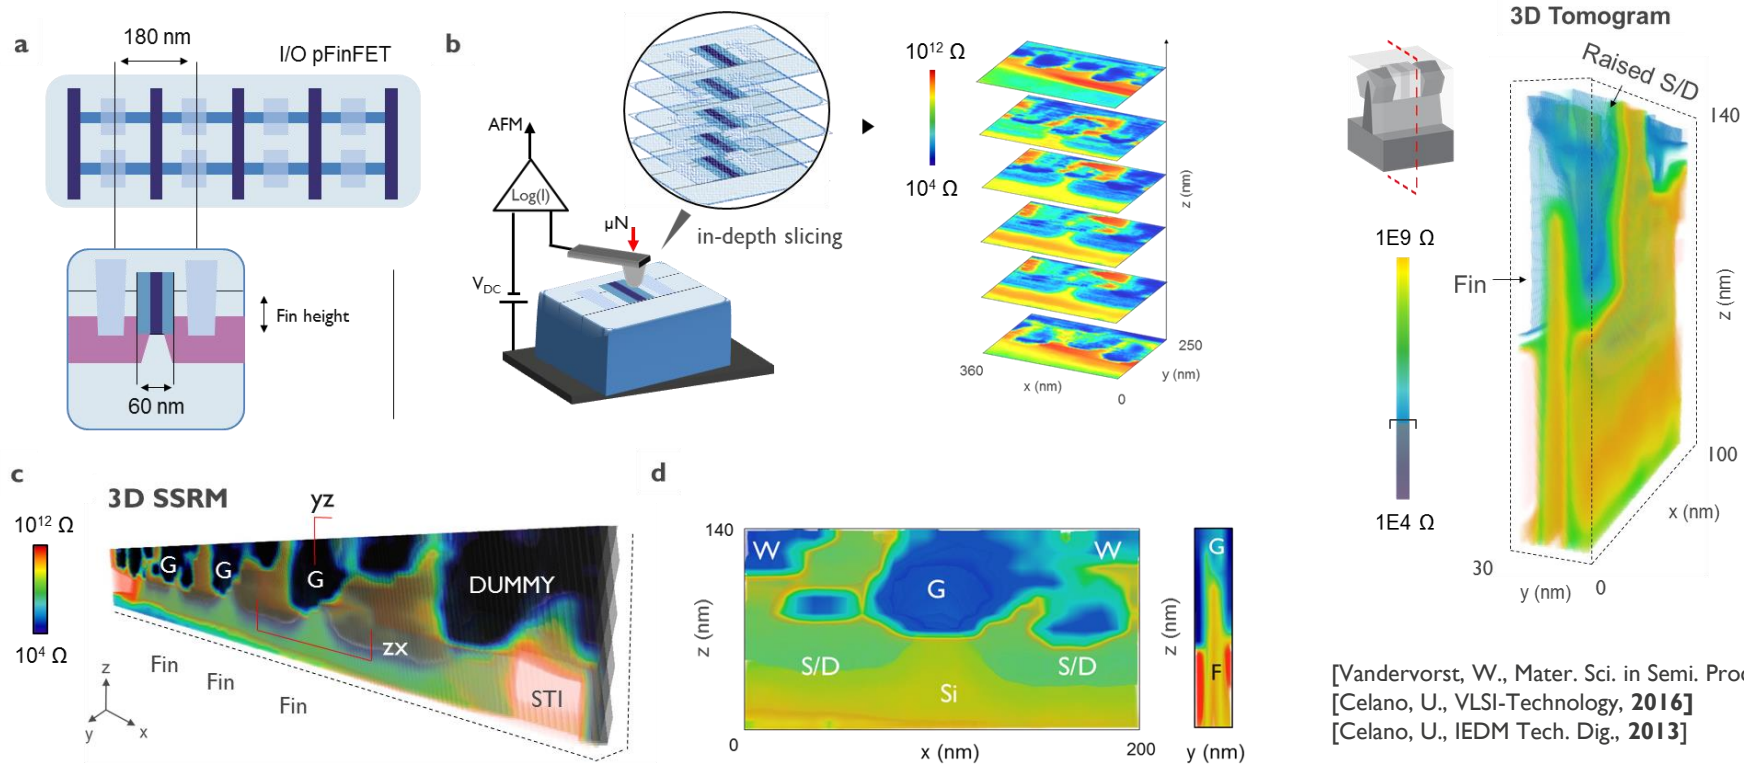 a
180 nm
I/O pFinFET
Fin height
60 nm
b
AFM
Log(I)
µN
V_DC
in-depth slicing
10^12 Ω
10^4 Ω
z (nm)
250
y (nm)
360
x (nm)
0
3D Tomogram
Raised S/D
140
1E9 Ω
Fin
z (nm)
1E4 Ω
100
x (nm)
30
y (nm)
0
c
3D SSRM
yz
10^12 Ω
10^4 Ω
G
G
G
DUMMY
zx
STI
Fin
Fin
Fin
z
y
x
d
140
W
W
G
z (nm)
S/D
S/D
Si
0
x (nm)
200
G
z (nm)
F
y (nm)
[Vandervorst, W., Mater. Sci. in Semi. Proc
[Celano, U., VLSI-Technology, 2016]
[Celano, U., IEDM Tech. Dig., 2013]